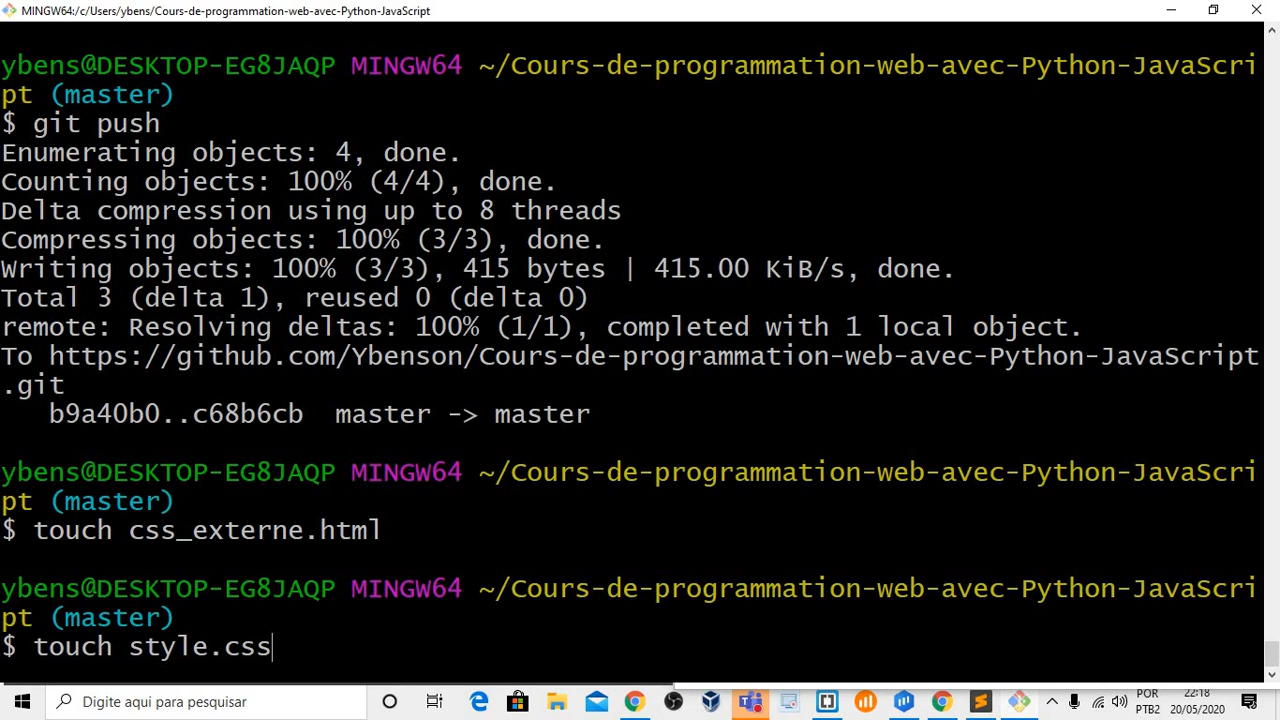 MINGW64:/c/Users/ybens/Cours-de-programmation-web-avec-Python-JavaScript
ybens@DESKTOP-EG8JAQP MINGW64 ~/Cours-de-programmation-web-avec-Python-JavaScri
pt (master)
$ git push
Enumerating objects: 4, done.
Counting objects: 100% (4/4), done.
Delta compression using up to 8 threads
Compressing objects: 100% (3/3), done.
Writing objects: 100% (3/3), 415 bytes | 415.00 KiB/s, done.
Total 3 (delta 1), reused 0 (delta 0)
remote: Resolving deltas: 100% (1/1), completed with 1 local object.
To https://github.com/Ybenson/Cours-de-programmation-web-avec-Python-JavaScript
.git
   b9a40b0..c68b6cb  master -> master
ybens@DESKTOP-EG8JAQP MINGW64 ~/Cours-de-programmation-web-avec-Python-JavaScri
pt (master)
$ touch css_externe.html
ybens@DESKTOP-EG8JAQP MINGW64 ~/Cours-de-programmation-web-avec-Python-JavaScri
pt (master)
$ touch style.css
Digite aqui para pesquisar
POR
PTB2
22:18
20/05/2020